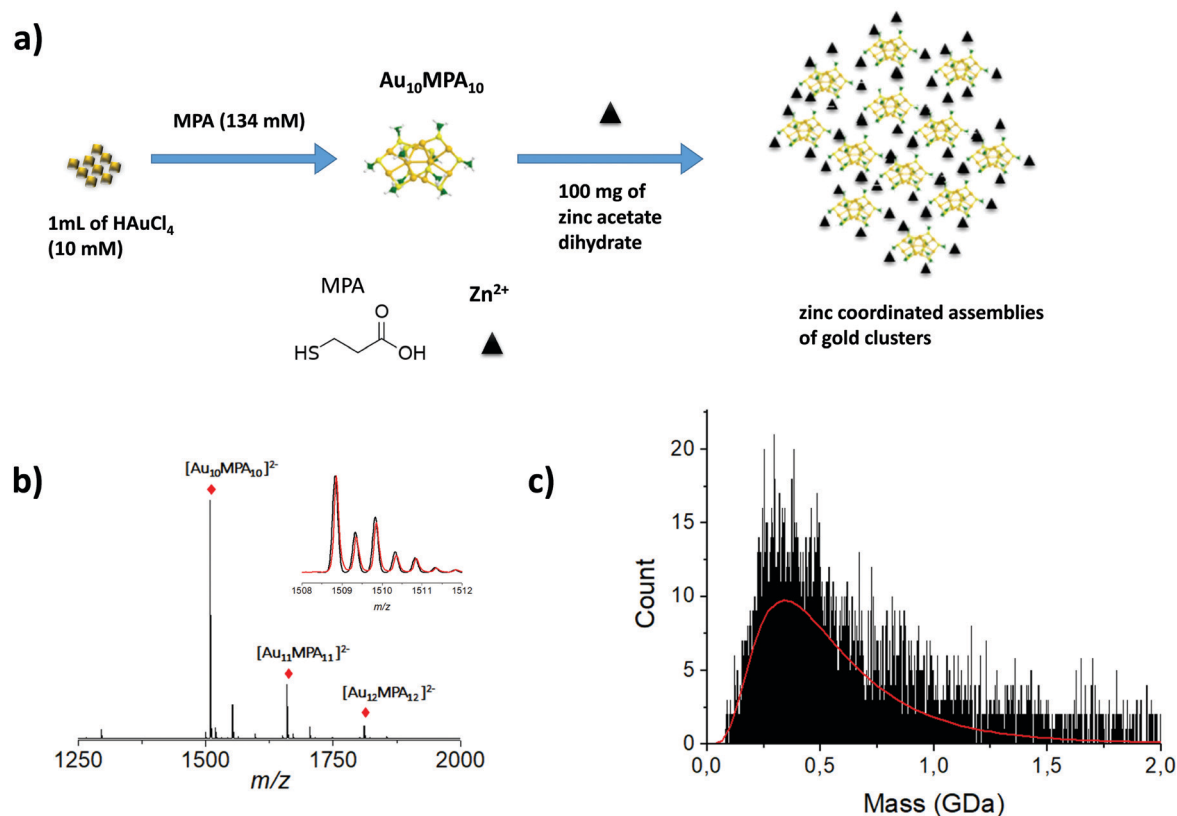 a)
Au₁₀MPA₁₀
MPA (134 mM)
1mL of HAuCl₄
(10 mM)
100 mg of
zinc acetate
dihydrate
MPA
Zn²⁺
O
HS
OH
zinc coordinated assemblies
of gold clusters
b)
[Au₁₀MPA₁₀]²⁻
[Au₁₁MPA₁₁]²⁻
[Au₁₂MPA₁₂]²⁻
1508 1509 1510 1511 1512
m/z
1250 1500 1750 2000
m/z
c)
Count
20
15
10
5
0
0,0 0,5 1,0 1,5 2,0
Mass (GDa)